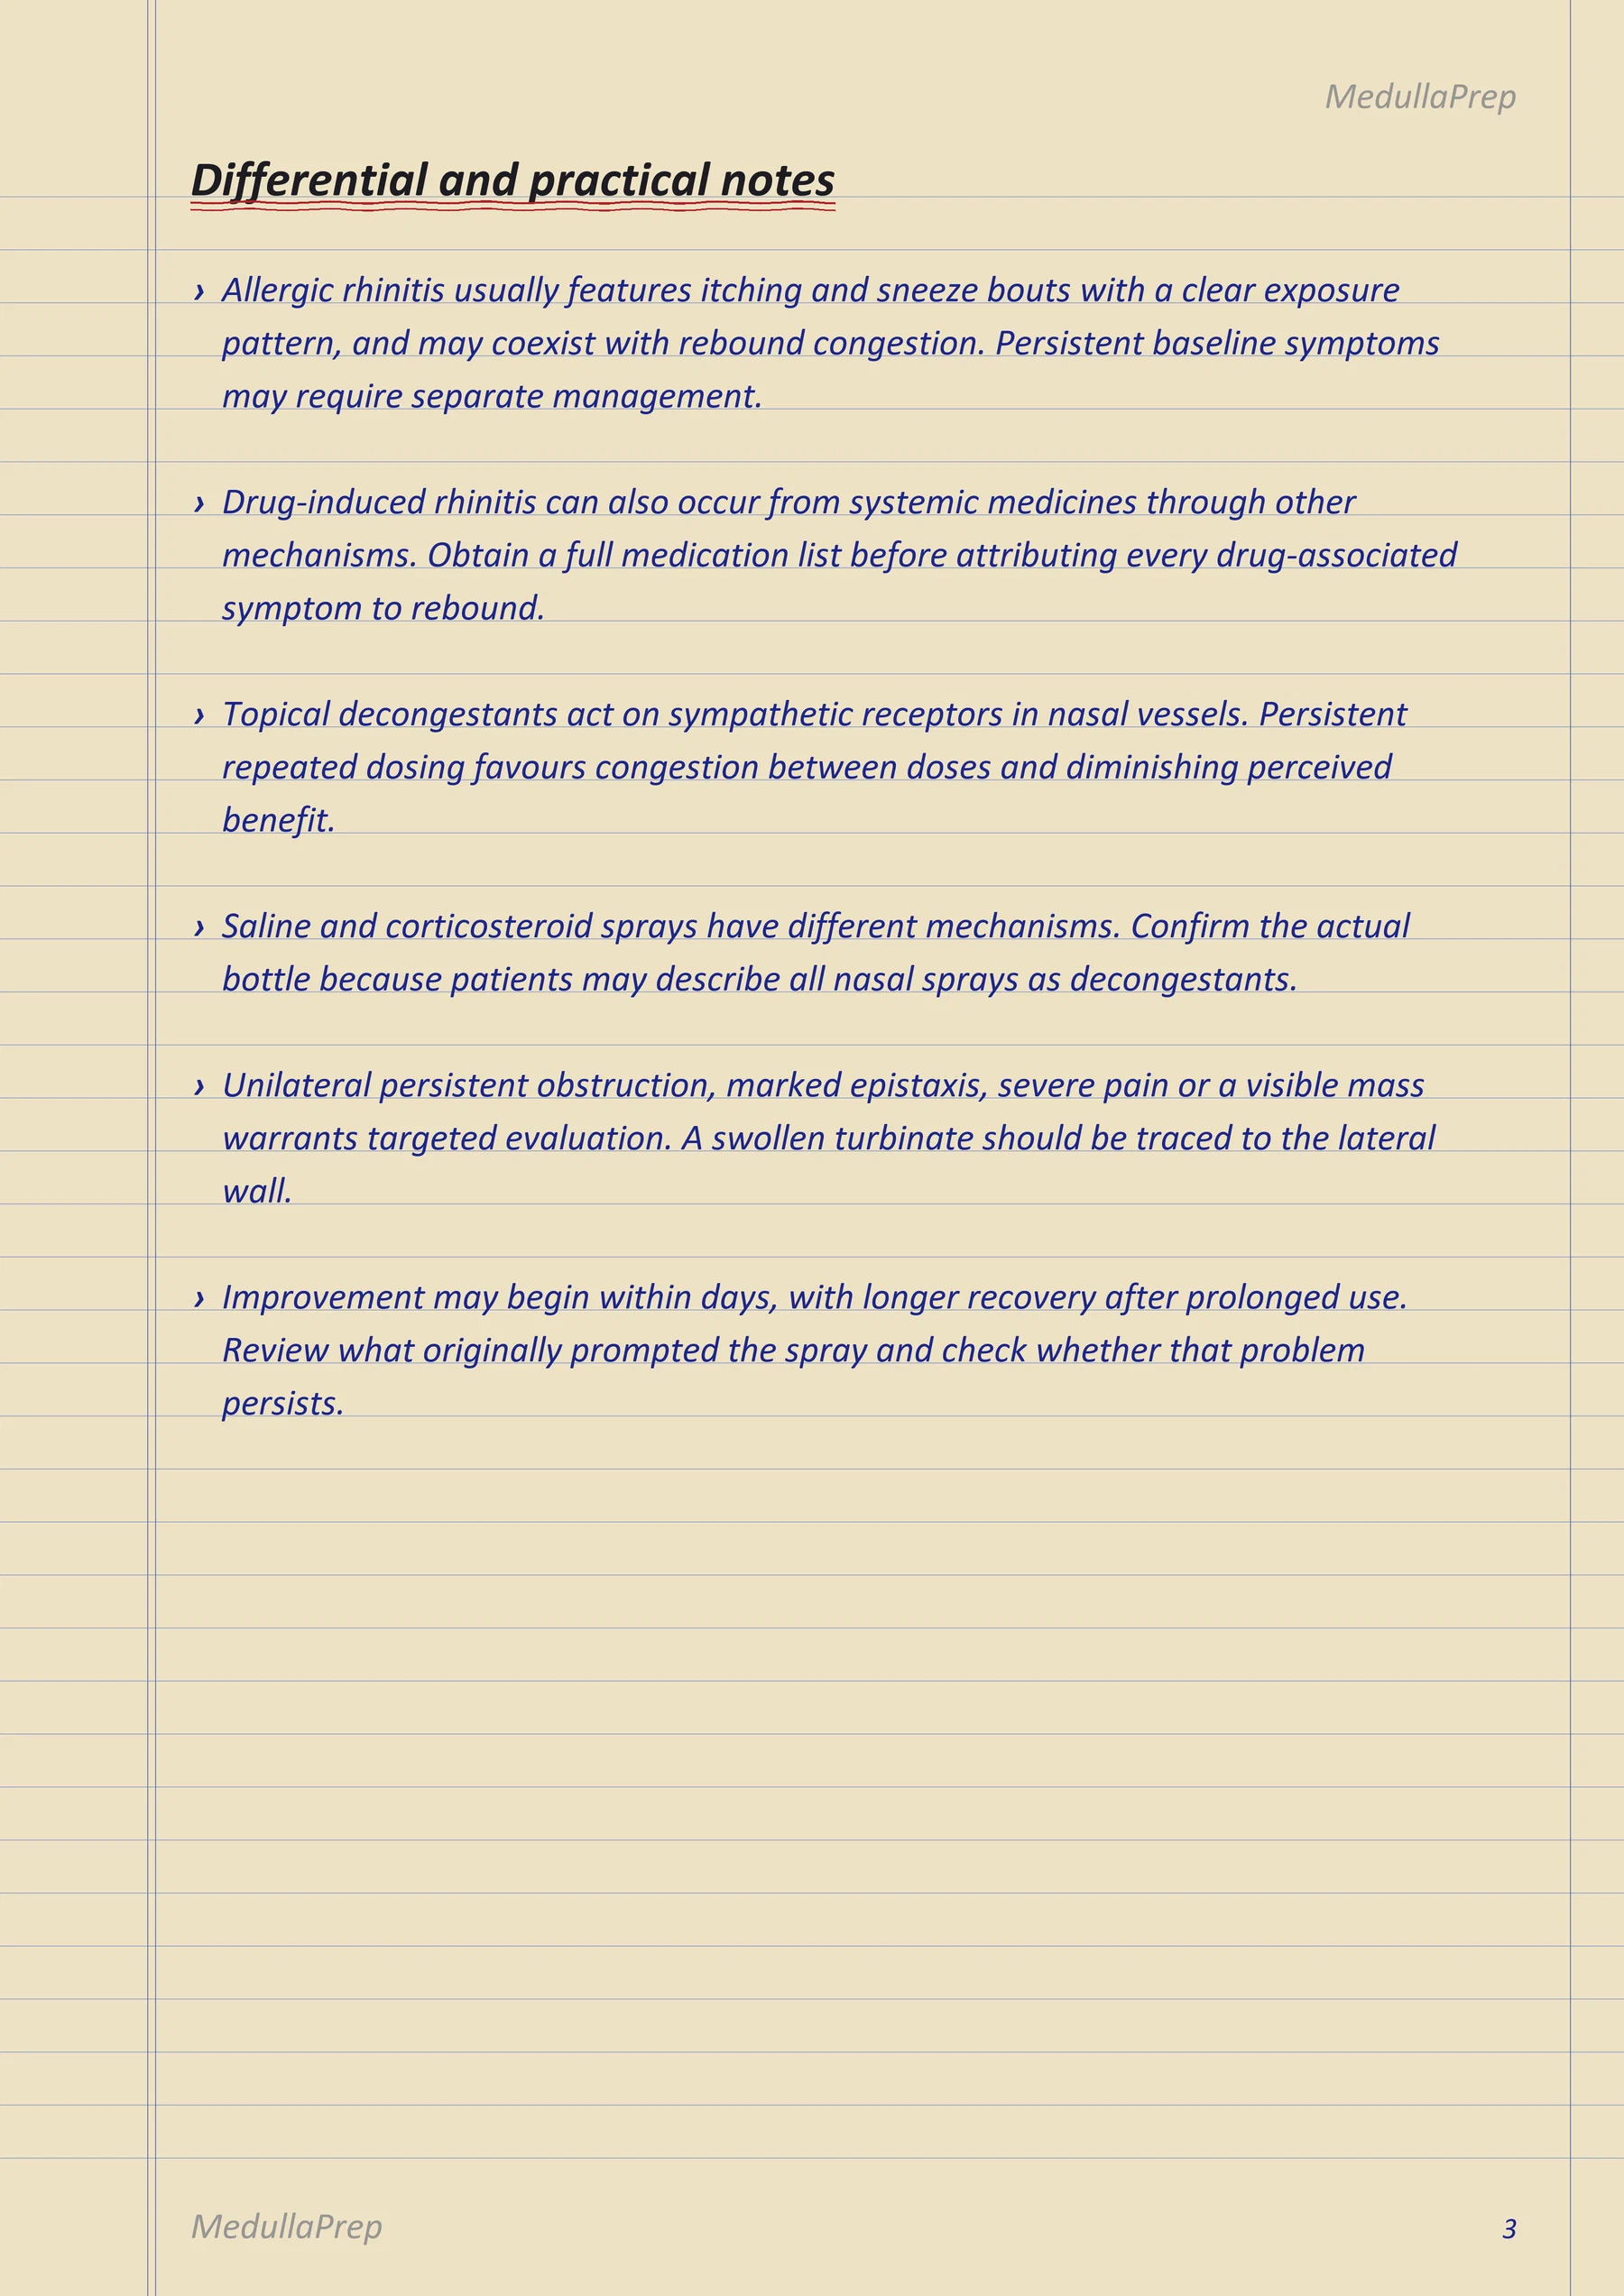 MedullaPrep
Differential and practical notes
› Allergic rhinitis usually features itching and sneeze bouts with a clear exposure
pattern, and may coexist with rebound congestion. Persistent baseline symptoms
may require separate management.
› Drug-induced rhinitis can also occur from systemic medicines through other
mechanisms. Obtain a full medication list before attributing every drug-associated
symptom to rebound.
› Topical decongestants act on sympathetic receptors in nasal vessels. Persistent
repeated dosing favours congestion between doses and diminishing perceived
benefit.
› Saline and corticosteroid sprays have different mechanisms. Confirm the actual
bottle because patients may describe all nasal sprays as decongestants.
› Unilateral persistent obstruction, marked epistaxis, severe pain or a visible mass
warrants targeted evaluation. A swollen turbinate should be traced to the lateral
wall.
› Improvement may begin within days, with longer recovery after prolonged use.
Review what originally prompted the spray and check whether that problem
persists.
MedullaPrep
3